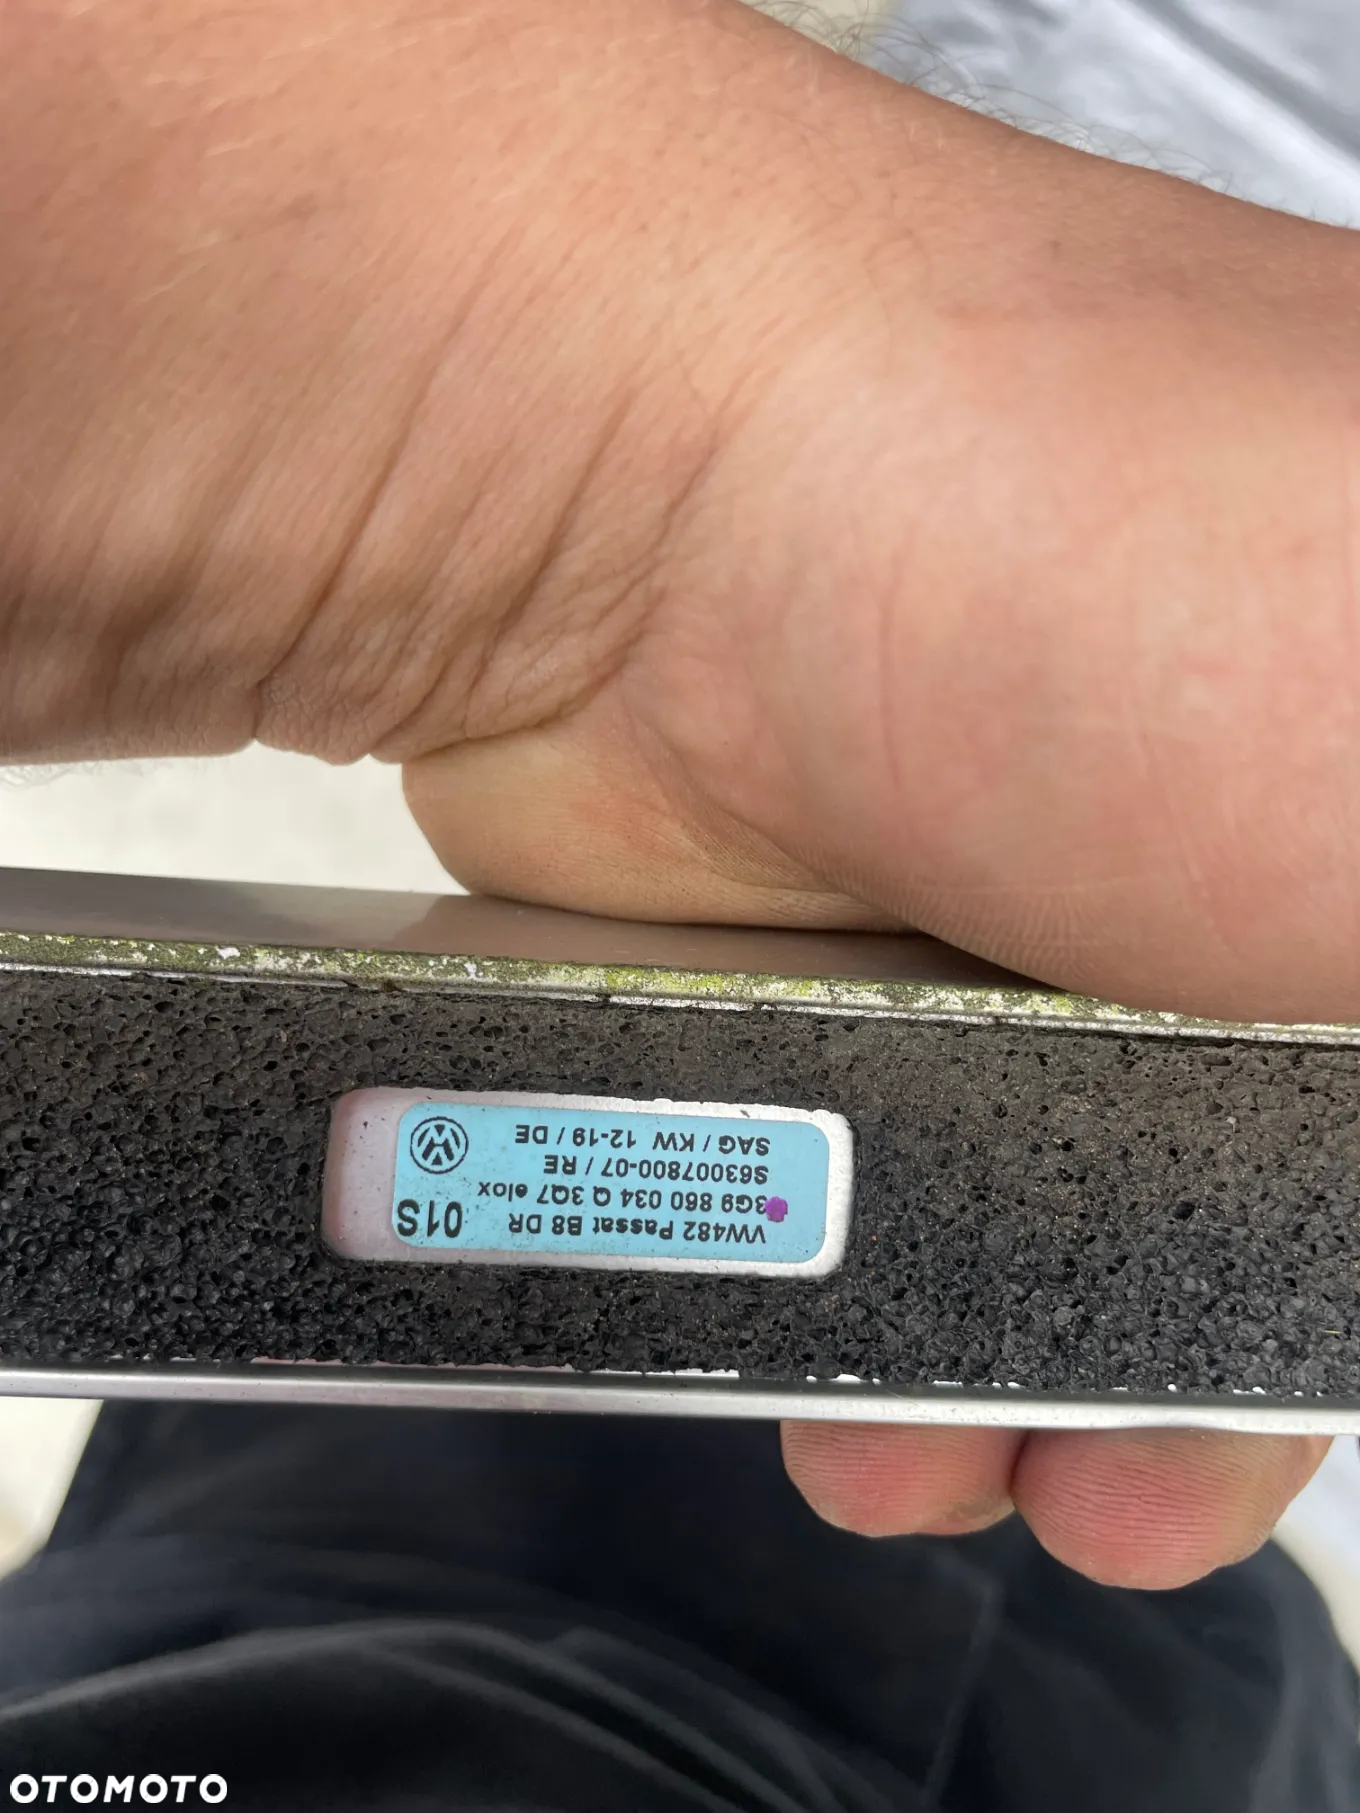 VW482 Passat B8 DR
3G9 860 034 Q 3Q7 elox
S63007800-07 / RE
SAG / KW 12-19 / DE
01S
OTOMOTO